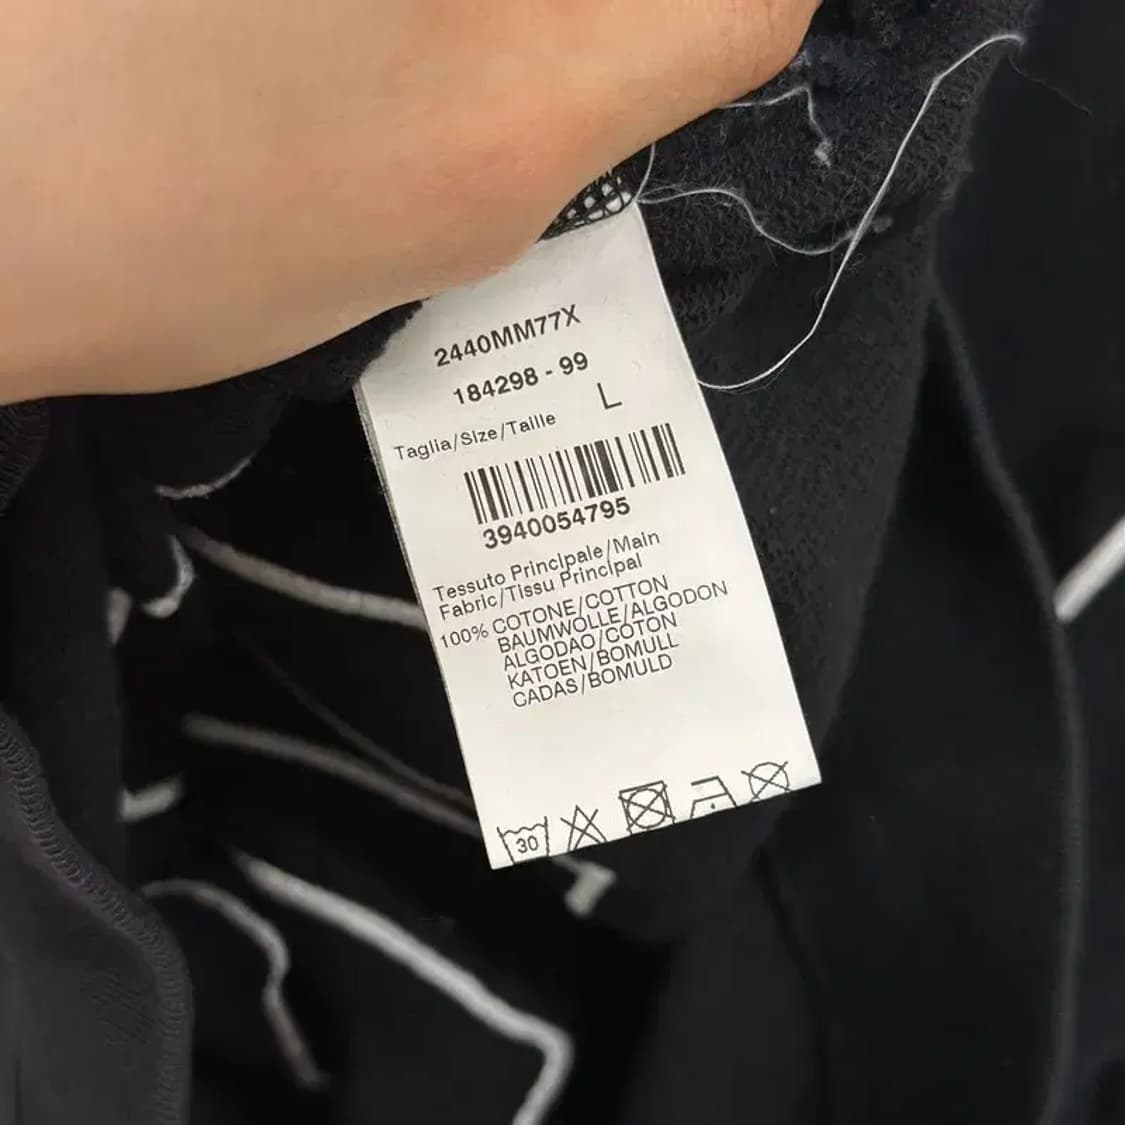 2440MM77X
184298 - 99
Taglia/Size/Taille L
3940054795
Tessuto Principale/Main
Fabric/Tissu Principal
100% COTONE/COTTON
BAUMWOLLE/ALGODON
ALGODAO/COTON
KATOEN/BOMULL
CADAS/BOMULD
30